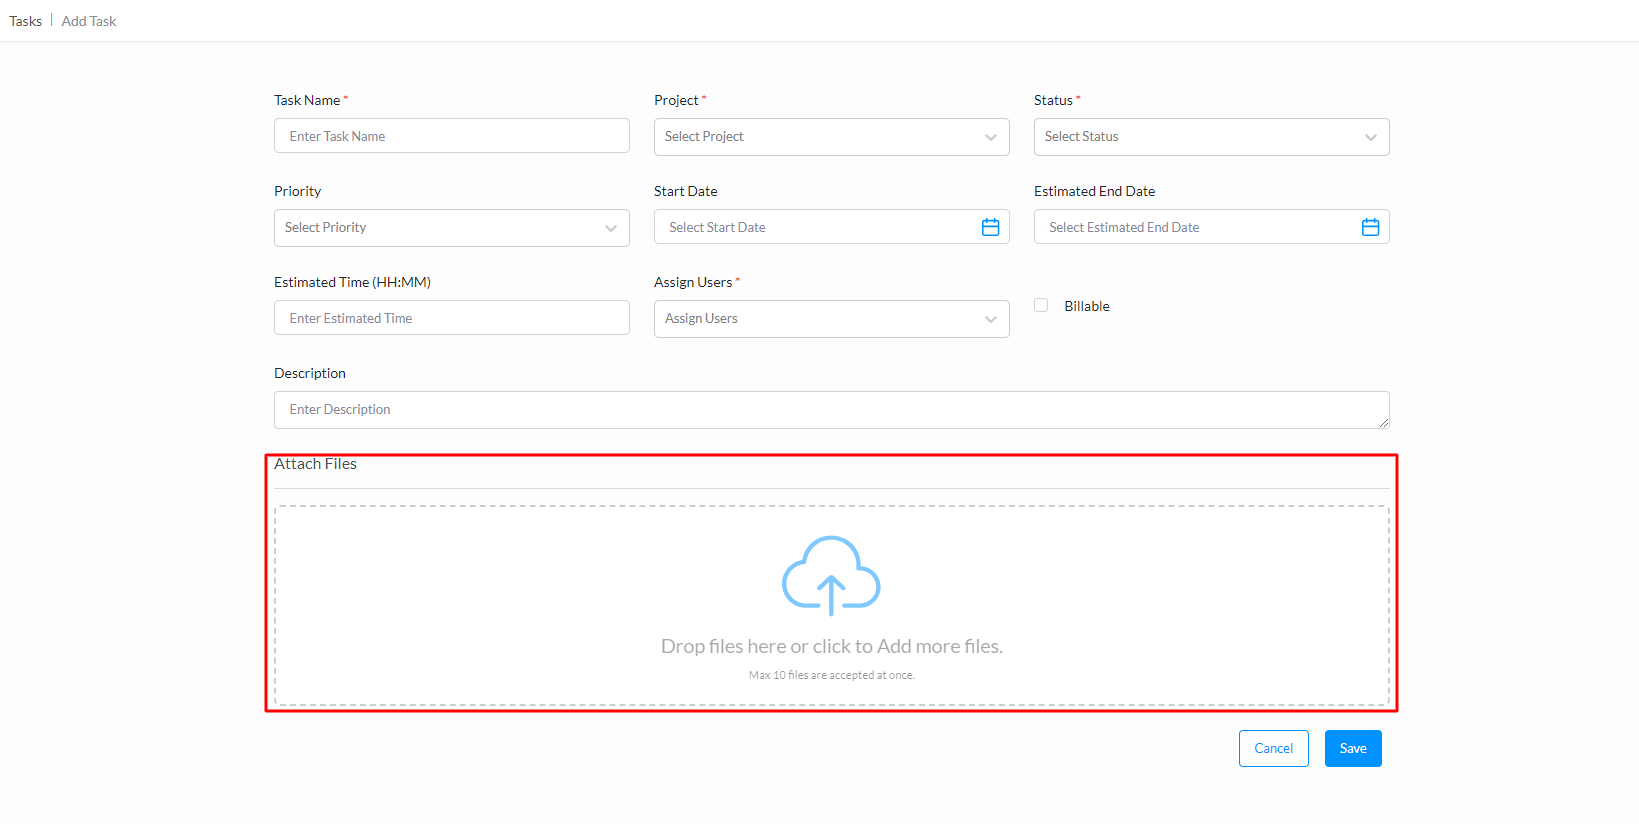 Tasks | Add Task
Task Name *
Project *
Status *
Enter Task Name
Select Project
Select Status
Priority
Start Date
Estimated End Date
Select Priority
Select Start Date
Select Estimated End Date
Estimated Time (HH:MM)
Assign Users *
Enter Estimated Time
Assign Users
Billable
Description
Enter Description
Attach Files
Drop files here or click to Add more files.
Max 10 files are accepted at once.
Cancel
Save